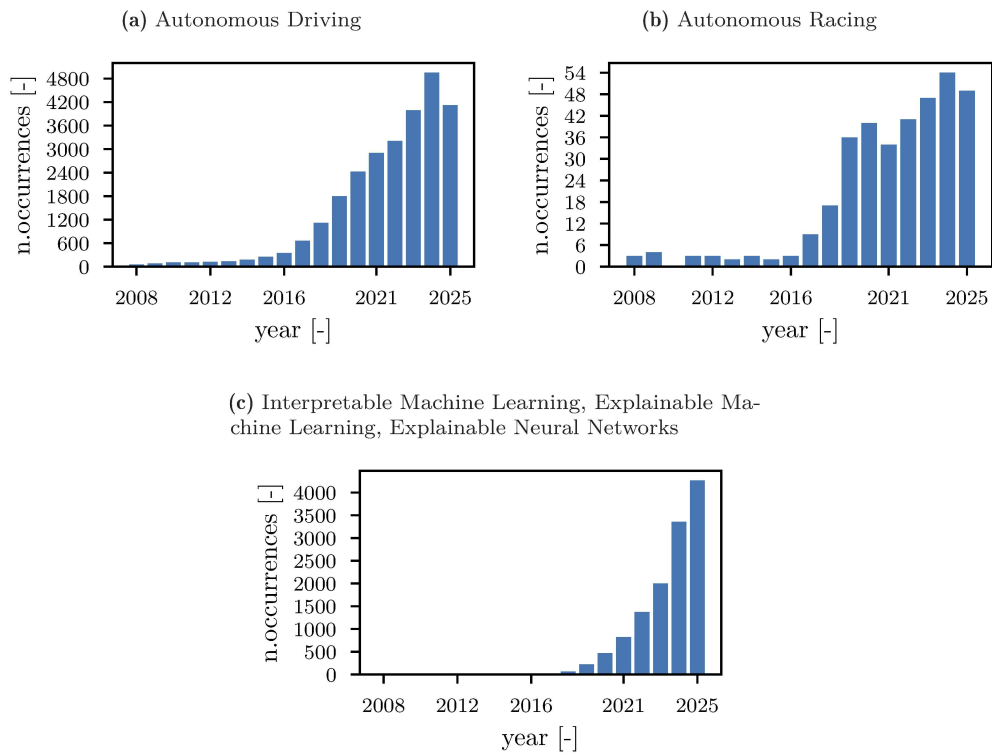 (a) Autonomous Driving
n.occurrences [-]
4800
4200
3600
3000
2400
1800
1200
600
0
2008 2012 2016 2021 2025
year [-]
(b) Autonomous Racing
n.occurrences [-]
54
48
42
36
30
24
18
12
6
0
2008 2012 2016 2021 2025
year [-]
(c) Interpretable Machine Learning, Explainable Ma-
chine Learning, Explainable Neural Networks
n.occurrences [-]
4000
3500
3000
2500
2000
1500
1000
500
0
2008 2012 2016 2021 2025
year [-]